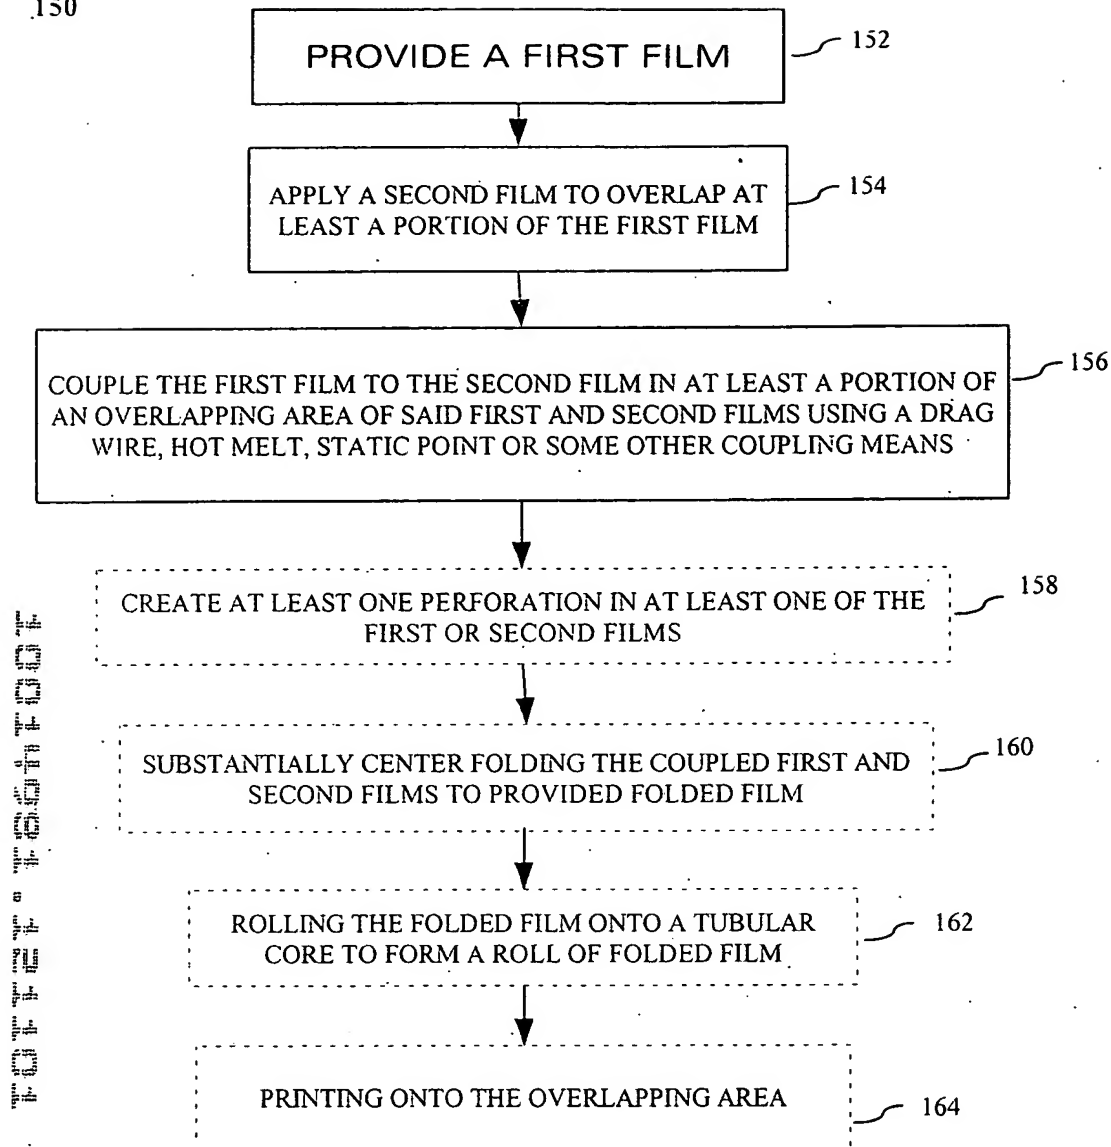 150
PROVIDE A FIRST FILM
152
APPLY A SECOND FILM TO OVERLAP AT
LEAST A PORTION OF THE FIRST FILM
154
COUPLE THE FIRST FILM TO THE SECOND FILM IN AT LEAST A PORTION OF
AN OVERLAPPING AREA OF SAID FIRST AND SECOND FILMS USING A DRAG
WIRE, HOT MELT, STATIC POINT OR SOME OTHER COUPLING MEANS
156
CREATE AT LEAST ONE PERFORATION IN AT LEAST ONE OF THE
FIRST OR SECOND FILMS
158
SUBSTANTIALLY CENTER FOLDING THE COUPLED FIRST AND
SECOND FILMS TO PROVIDED FOLDED FILM
160
ROLLING THE FOLDED FILM ONTO A TUBULAR
CORE TO FORM A ROLL OF FOLDED FILM
162
PRINTING ONTO THE OVERLAPPING AREA
164